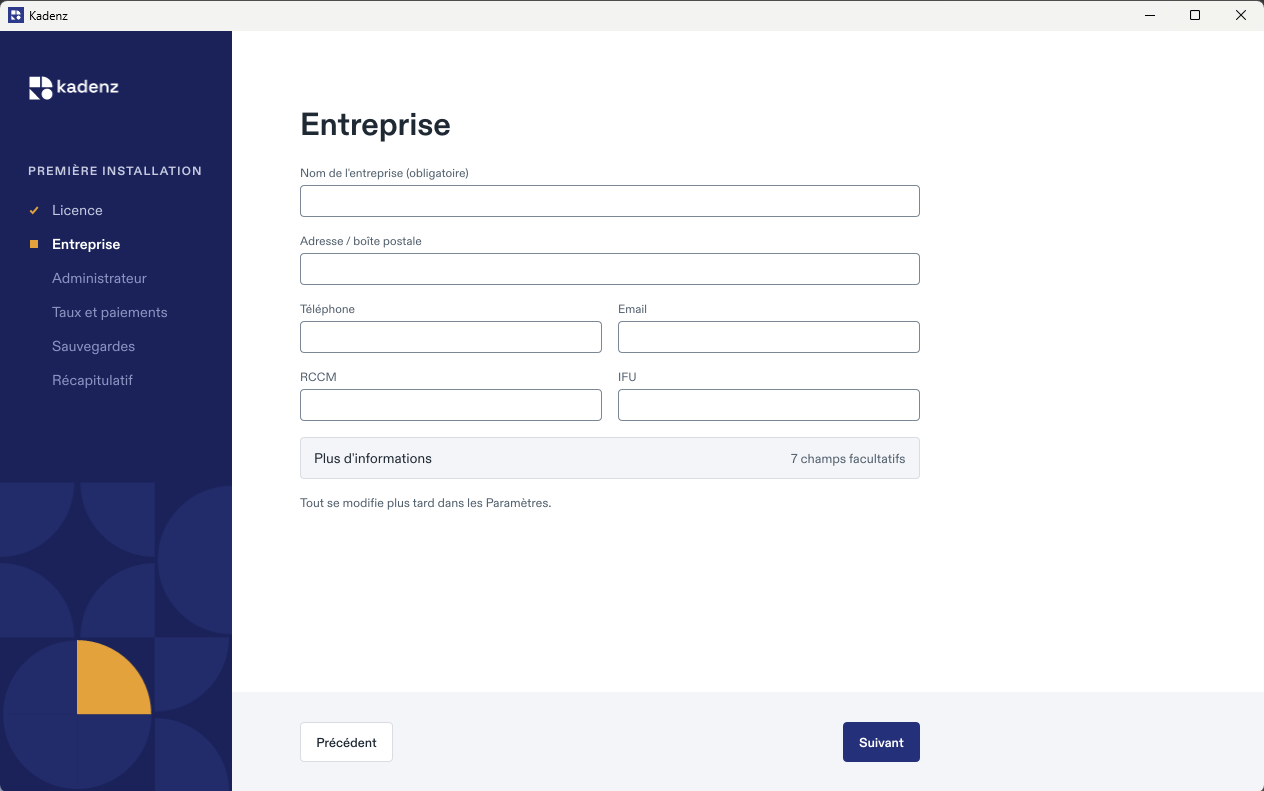 Kadenz
kadenz
PREMIÈRE INSTALLATION
Licence
Entreprise
Administrateur
Taux et paiements
Sauvegardes
Récapitulatif
Entreprise
Nom de l'entreprise (obligatoire)
Adresse / boîte postale
Téléphone
Email
RCCM
IFU
Plus d'informations
7 champs facultatifs
Tout se modifie plus tard dans les Paramètres.
Précédent
Suivant